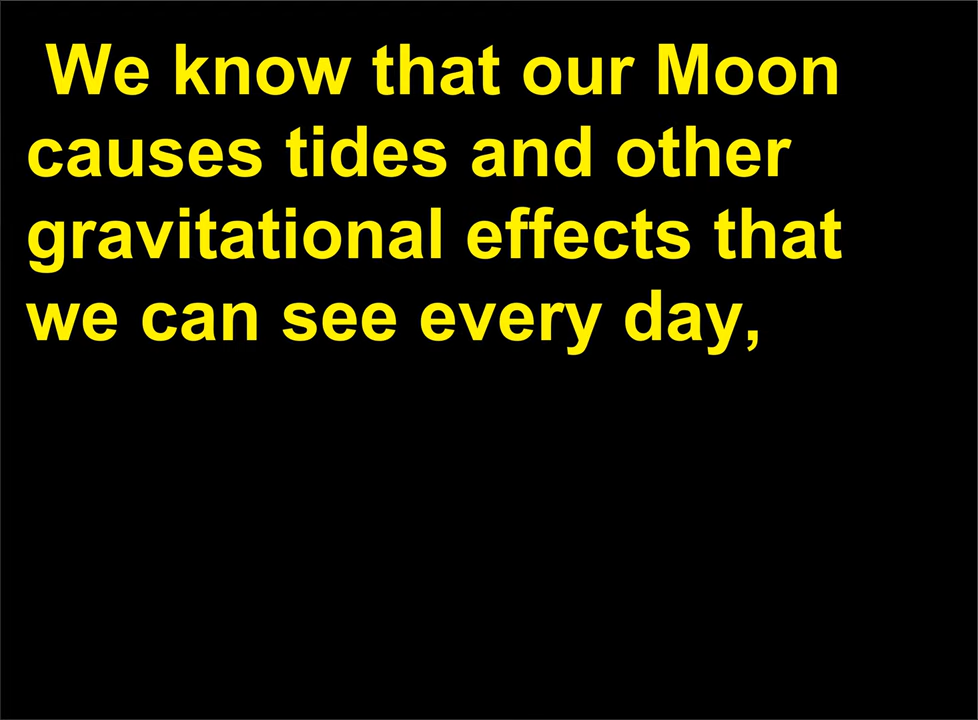 We know that our Moon
causes tides and other
gravitational effects that
we can see every day,